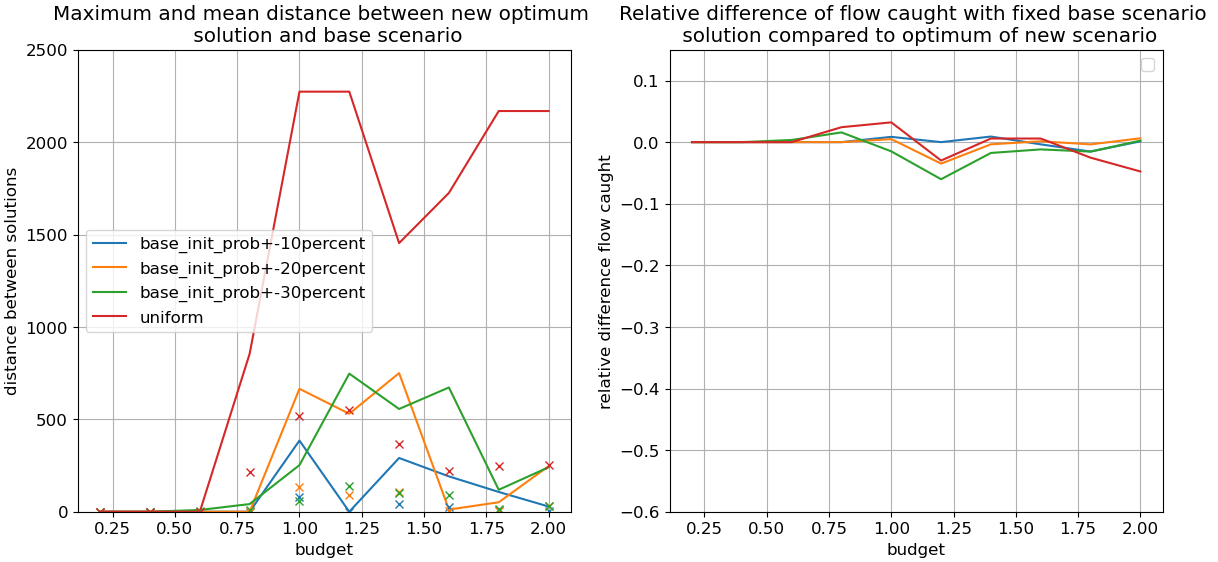 Maximum and mean distance between new optimum
solution and base scenario
distance between solutions
2500
2000
1500
1000
500
0
base_init_prob+-10percent
base_init_prob+-20percent
base_init_prob+-30percent
uniform
0.25 0.50 0.75 1.00 1.25 1.50 1.75 2.00
budget
Relative difference of flow caught with fixed base scenario
solution compared to optimum of new scenario
relative difference flow caught
0.1
0.0
−0.1
−0.2
−0.3
−0.4
−0.5
−0.6
0.25 0.50 0.75 1.00 1.25 1.50 1.75 2.00
budget